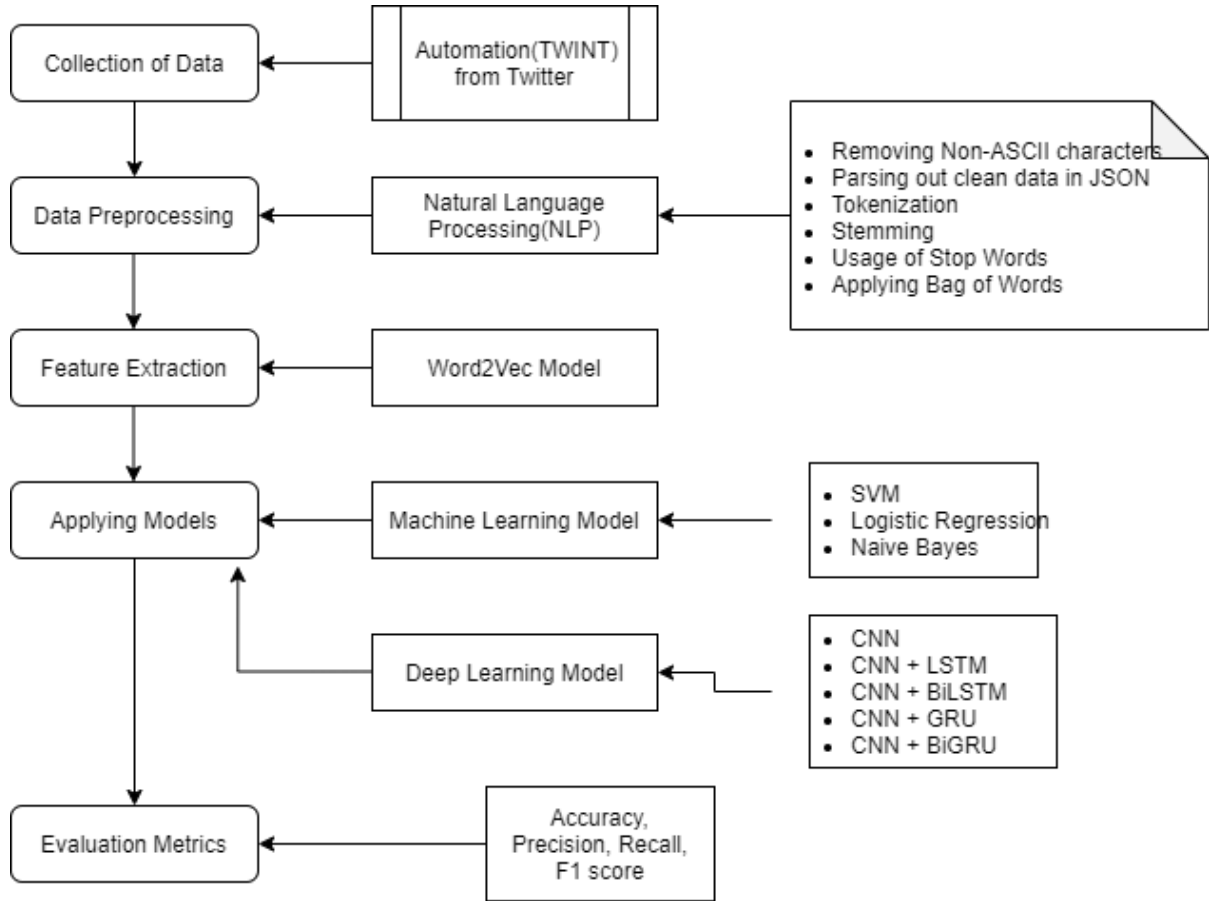 Collection of Data
Automation(TWINT)
from Twitter
Data Preprocessing
Natural Language
Processing(NLP)
• Removing Non-ASCII characters
• Parsing out clean data in JSON
• Tokenization
• Stemming
• Usage of Stop Words
• Applying Bag of Words
Feature Extraction
Word2Vec Model
Applying Models
Machine Learning Model
• SVM
• Logistic Regression
• Naive Bayes
Deep Learning Model
• CNN
• CNN + LSTM
• CNN + BiLSTM
• CNN + GRU
• CNN + BiGRU
Evaluation Metrics
Accuracy,
Precision, Recall,
F1 score